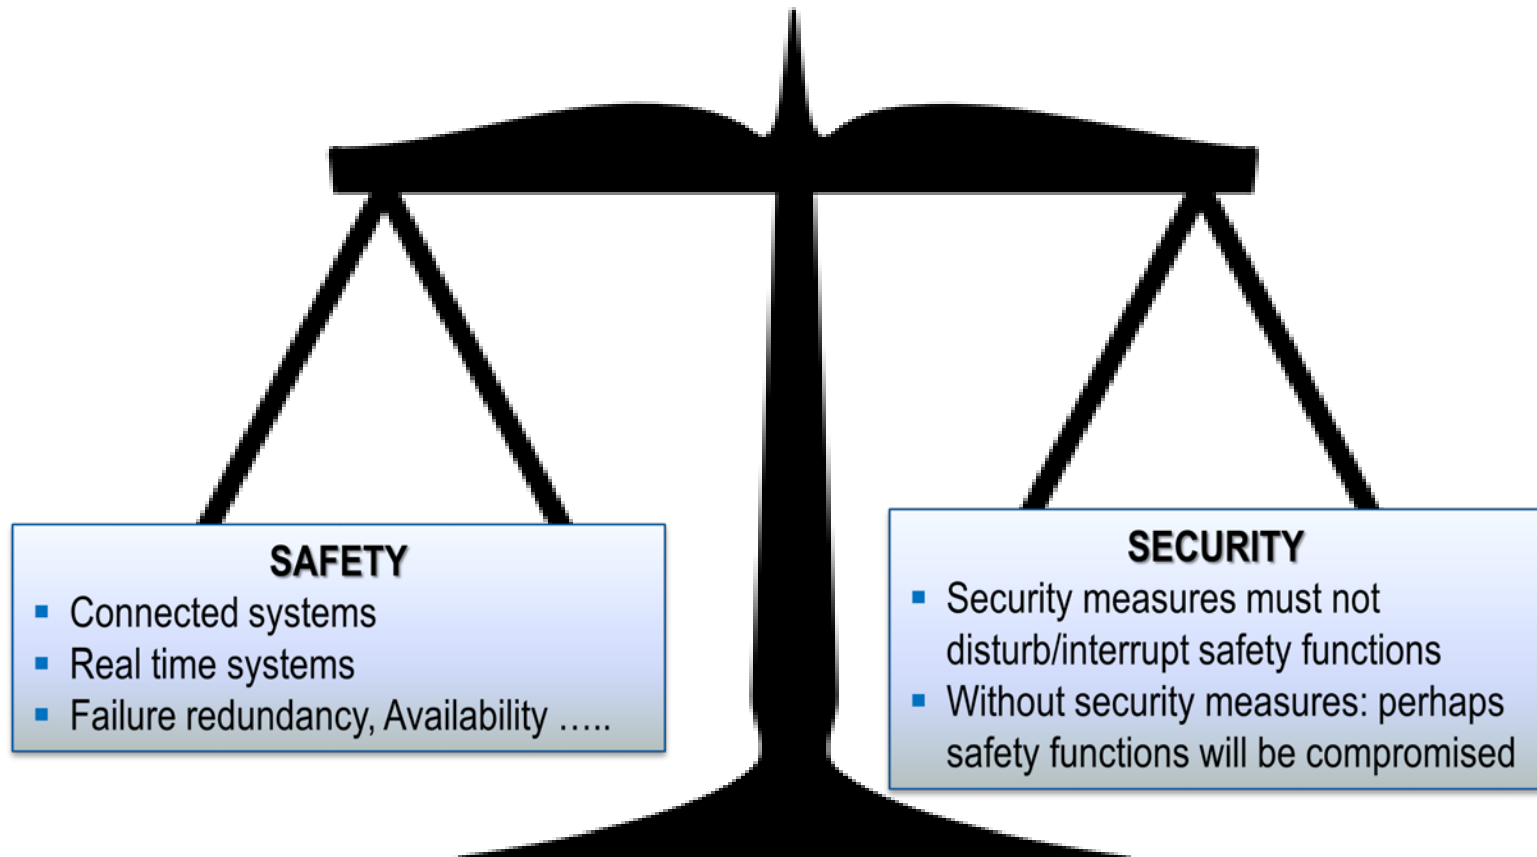 SAFETY
▪ Connected systems
▪ Real time systems
▪ Failure redundancy, Availability …..
SECURITY
▪ Security measures must not
disturb/interrupt safety functions
▪ Without security measures: perhaps
safety functions will be compromised